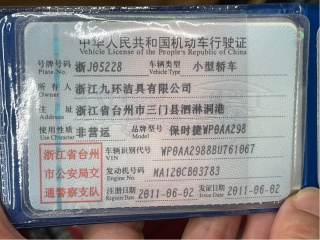 中华人民共和国机动车行驶证
Vehicle License of the People's Republic of China
号牌号码 浙J05228 车辆类型 小型轿车
Plate No. Vehicle Type
所有人 浙江九环洁具有限公司
Owner
住址 浙江省台州市三门县泗淋涧港
Address
使用性质 非营运 品牌型号 保时捷WP0AA298
Use Character Model
浙江省台州市公安局交通警察支队
车辆识别代号 WP0AA2988BU761067
VIN
发动机号码 MA120CB03783
Engine No.
注册日期 2011-06-02 发证日期 2011-06-02
Register Date Issue Date